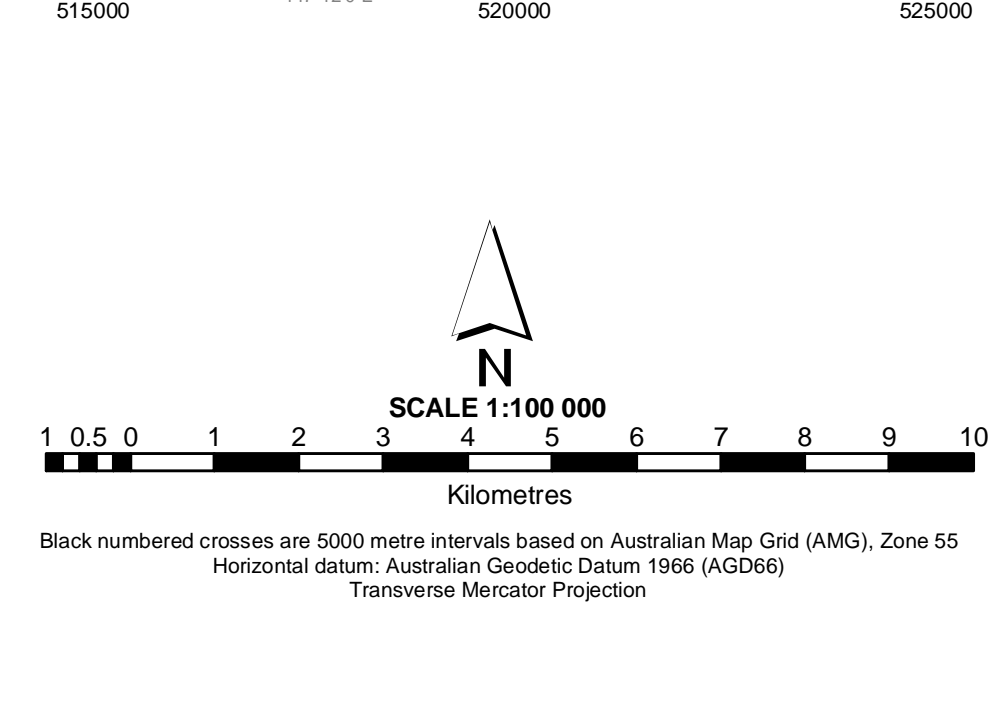 515000 520000 525000
N
SCALE 1:100 000
1 0.5 0 1 2 3 4 5 6 7 8 9 10
Kilometres
Black numbered crosses are 5000 metre intervals based on Australian Map Grid (AMG), Zone 55
Horizontal datum: Australian Geodetic Datum 1966 (AGD66)
Transverse Mercator Projection